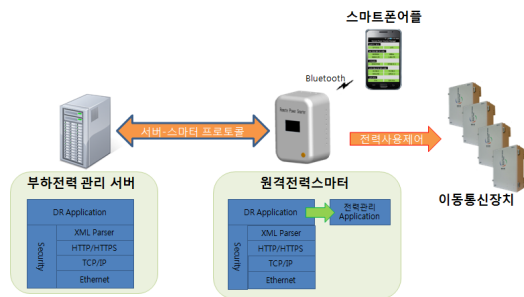 스마트폰어플
Bluetooth
서버-스마터 프로토콜
전력사용제어
이동통신장치
부하전력 관리 서버
DR Application
Security
XML Parser
HTTP/HTTPS
TCP/IP
Ethernet
원격전력스마터
DR Application
전력관리
Application
Security
XML Parser
HTTP/HTTPS
TCP/IP
Ethernet